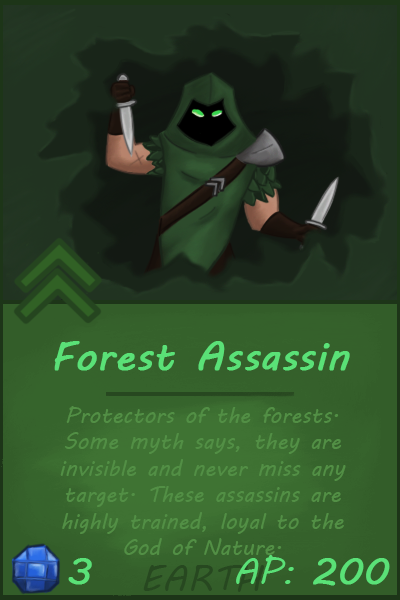 Forest Assassin
Protectors of the forests.
Some myth says, they are
invisible and never miss any
target. These assassins are
highly trained, loyal to the
God of Nature.
3
EARTH
AP: 200